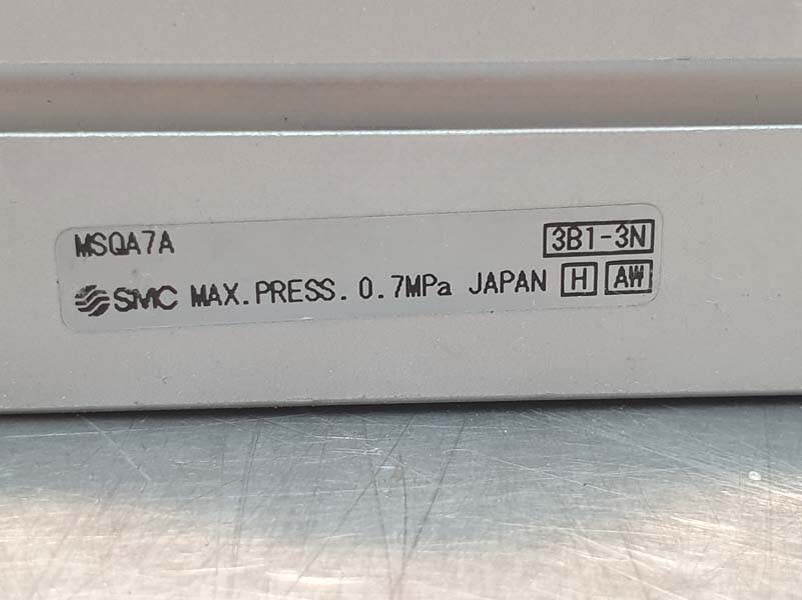 MSQA7A 3B1-3N
SMC MAX.PRESS. 0.7MPa JAPAN H AW